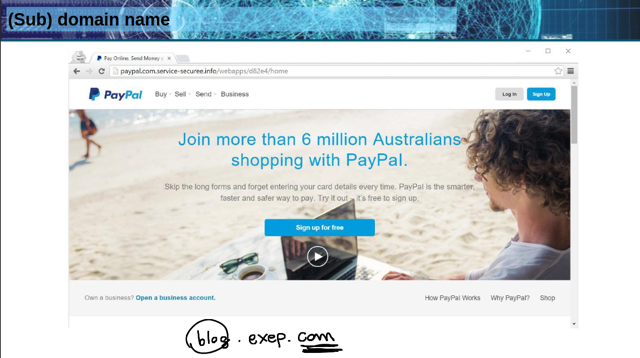 (Sub) domain name
Pay Online, Send Money
paypal.com.service-securee.info/webapps/d82e4/home
PayPal Buy Sell Send Business Log In Sign Up
Join more than 6 million Australians
shopping with PayPal.
Skip the long forms and forget entering your card details every time. PayPal is the smarter,
faster and safer way to pay. Try it out – it's free to sign up.
Sign up for free
Own a business? Open a business account. How PayPal Works Why PayPal? Shop
blog.exep.com